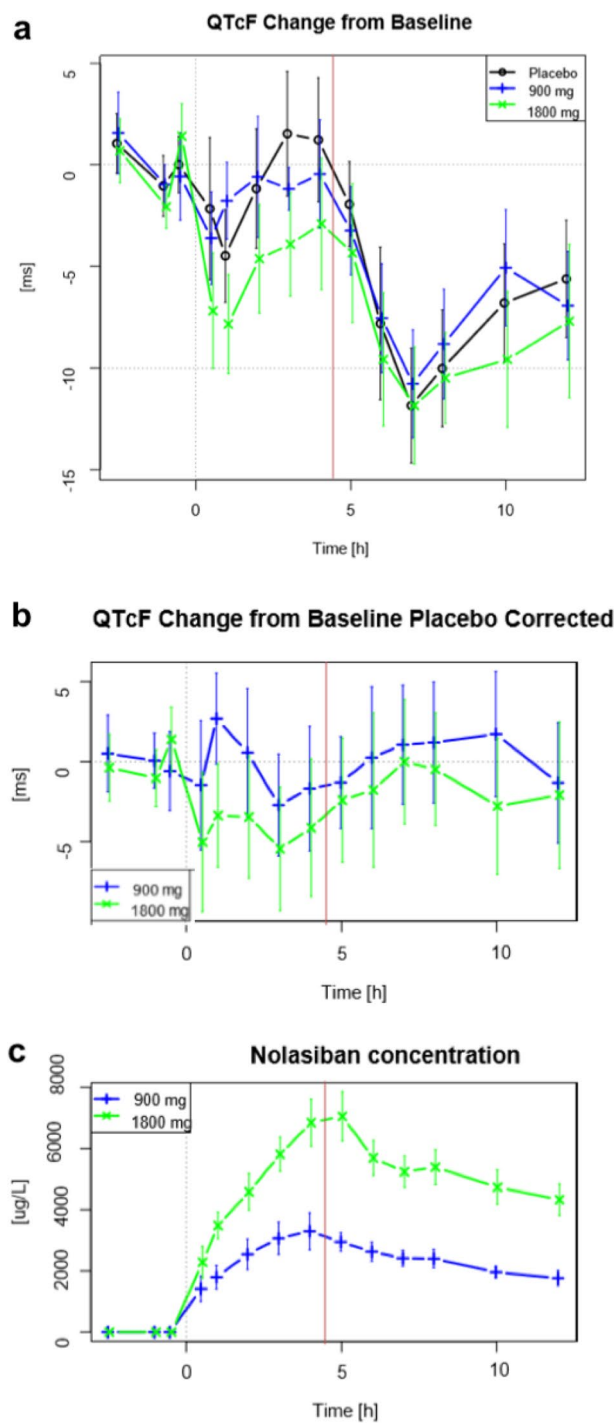 a
QTcF Change from Baseline
Placebo
900 mg
1800 mg
5
0
-5
-10
-15
[ms]
0 5 10
Time [h]
b
QTcF Change from Baseline Placebo Corrected
5
0
-5
[ms]
900 mg
1800 mg
0 5 10
Time [h]
c
Nolasiban concentration
900 mg
1800 mg
8000
6000
4000
2000
0
[ug/L]
0 5 10
Time [h]